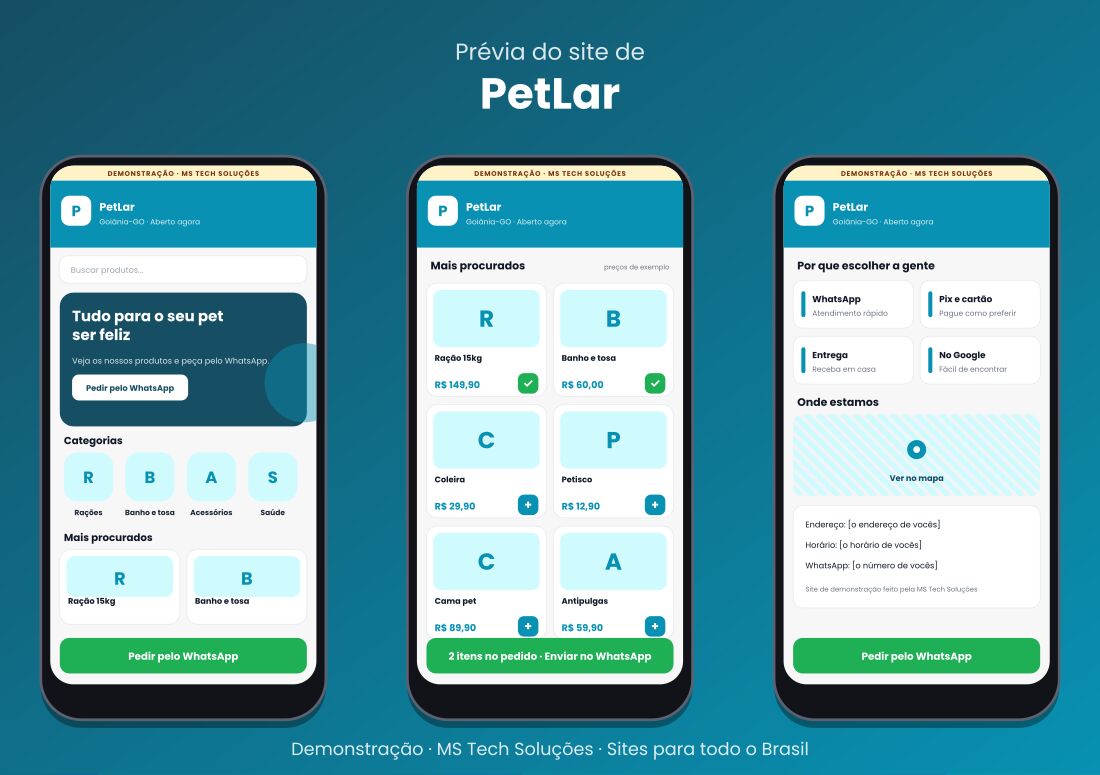 Prévia do site de
PetLar
DEMONSTRAÇÃO · MS TECH SOLUÇÕES
P
PetLar
Goiânia-GO · Aberto agora
Buscar produtos...
Tudo para o seu pet
ser feliz
Veja os nossos produtos e peça pelo WhatsApp.
Pedir pelo WhatsApp
Categorias
R B A S
Rações Banho e tosa Acessórios Saúde
Mais procurados
R B
Ração 15kg Banho e tosa
Pedir pelo WhatsApp
DEMONSTRAÇÃO · MS TECH SOLUÇÕES
P
PetLar
Goiânia-GO · Aberto agora
Mais procurados preços de exemplo
R B
Ração 15kg Banho e tosa
R$ 149,90 R$ 60,00
C P
Coleira Petisco
R$ 29,90 + R$ 12,90 +
C A
Cama pet Antipulgas
R$ 89,90 + R$ 59,90 +
2 itens no pedido · Enviar no WhatsApp
DEMONSTRAÇÃO · MS TECH SOLUÇÕES
P
PetLar
Goiânia-GO · Aberto agora
Por que escolher a gente
WhatsApp Pix e cartão
Atendimento rápido Pague como preferir
Entrega No Google
Receba em casa Fácil de encontrar
Onde estamos
Ver no mapa
Endereço: [o endereço de vocês]
Horário: [o horário de vocês]
WhatsApp: [o número de vocês]
Site de demonstração feito pela MS Tech Soluções
Pedir pelo WhatsApp
Demonstração · MS Tech Soluções · Sites para todo o Brasil